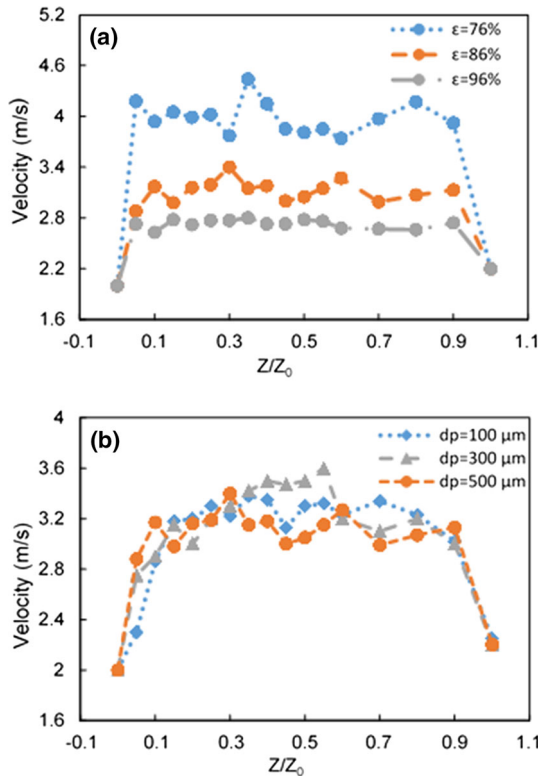 5.2
(a)
ε=76%
ε=86%
ε=96%
4.6
4
3.4
2.8
2.2
1.6
Velocity (m/s)
-0.1 0.1 0.3 0.5 0.7 0.9 1.1
Z/Z₀
4
(b)
dp=100 μm
dp=300 μm
dp=500 μm
3.6
3.2
2.8
2.4
2
1.6
Velocity (m/s)
-0.1 0.1 0.3 0.5 0.7 0.9 1.1
Z/Z₀